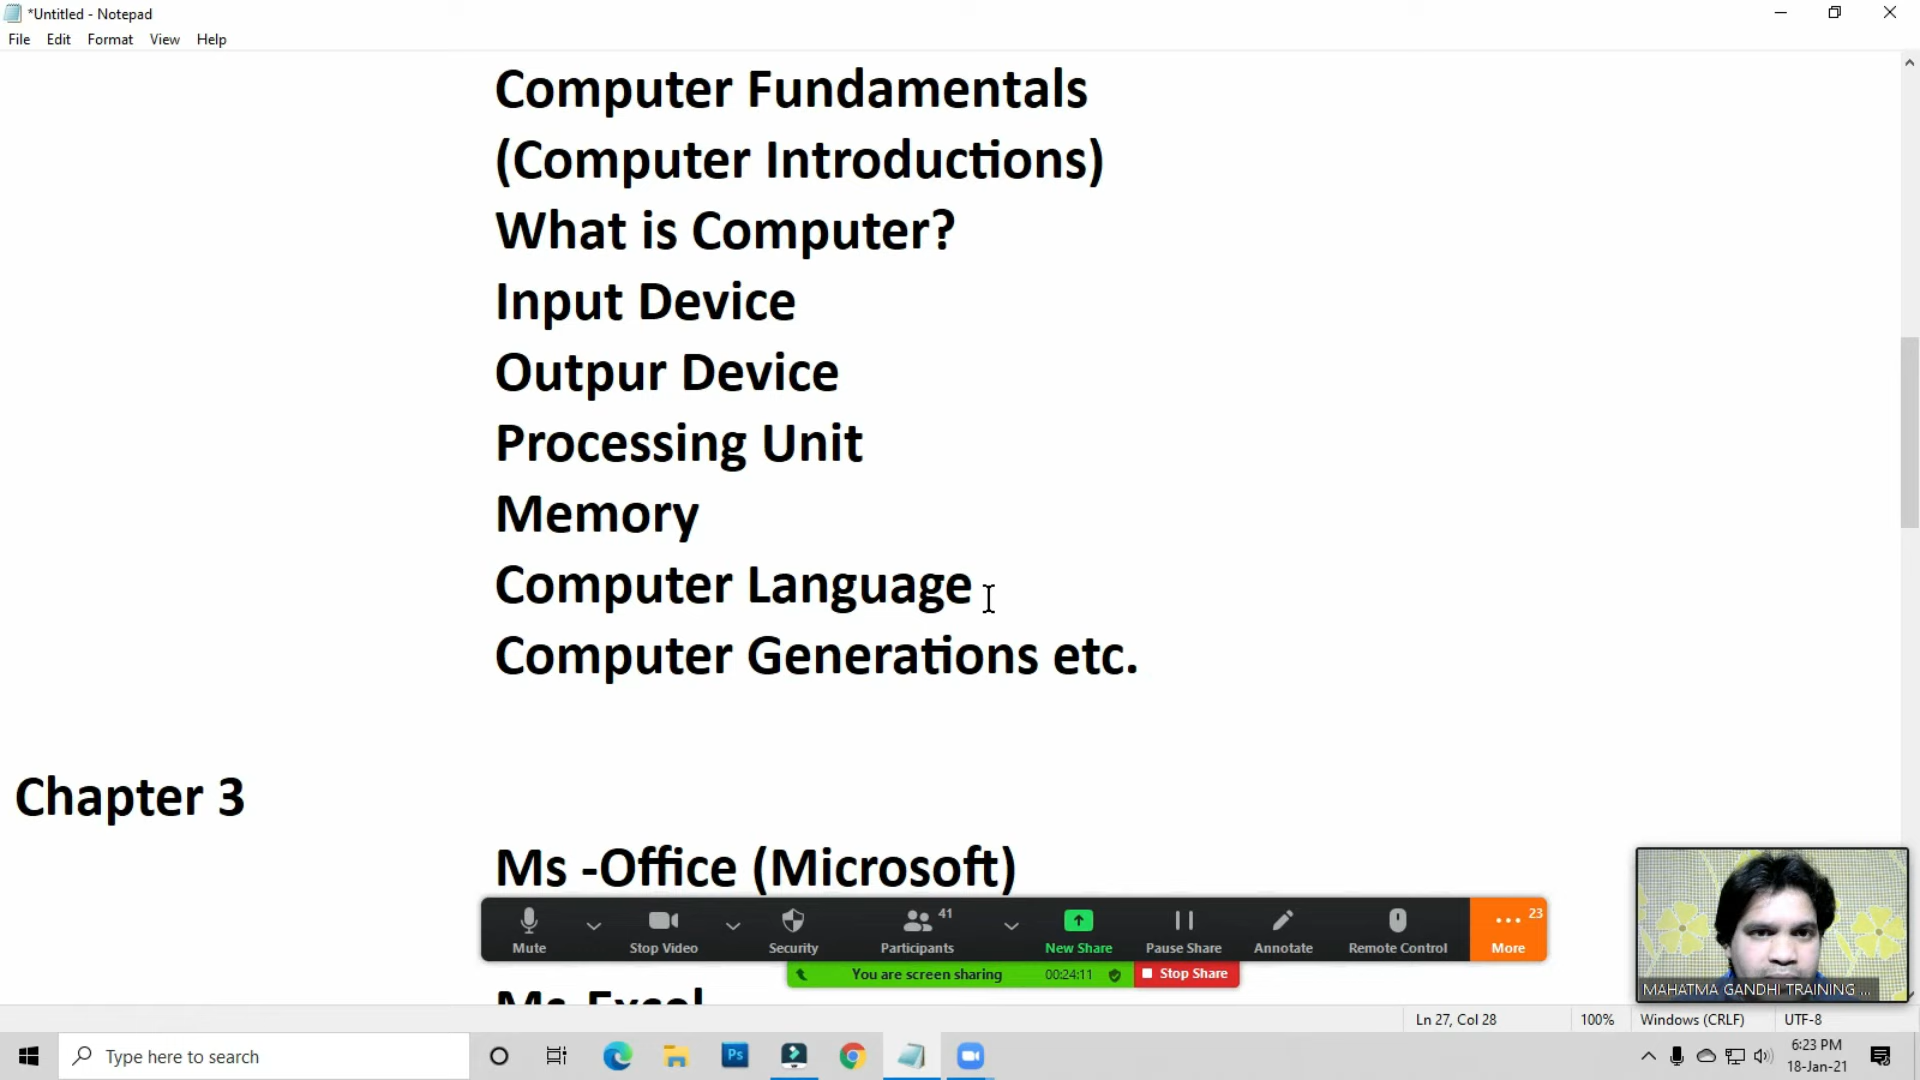 *Untitled - Notepad
File Edit Format View Help
Computer Fundamentals
(Computer Introductions)
What is Computer?
Input Device
Outpur Device
Processing Unit
Memory
Computer Language
Computer Generations etc.
Chapter 3
Ms -Office (Microsoft)
41
23
Mute Stop Video Security Participants New Share Pause Share Annotate Remote Control More
You are screen sharing 00:24:11 Stop Share
MAHATMA GANDHI TRAINING ...
Ms-Excel
Ln 27, Col 28 100% Windows (CRLF) UTF-8
Type here to search
Ps
6:23 PM
18-Jan-21